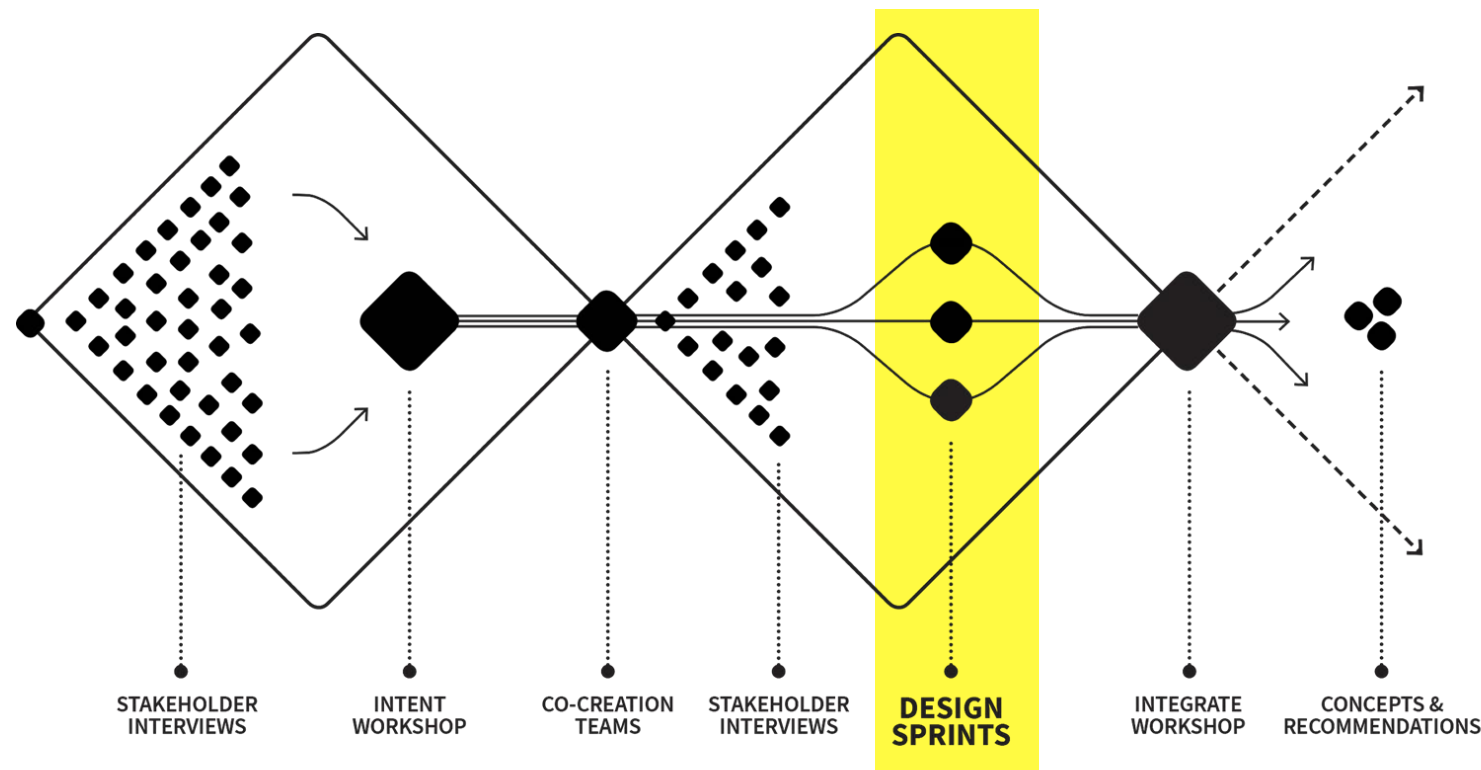 STAKEHOLDER
INTERVIEWS
INTENT
WORKSHOP
CO-CREATION
TEAMS
STAKEHOLDER
INTERVIEWS
DESIGN
SPRINTS
INTEGRATE
WORKSHOP
CONCEPTS &
RECOMMENDATIONS